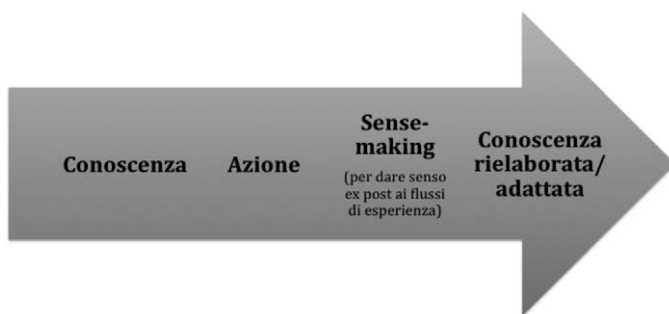 Conoscenza
Azione
Sense-
making
(per dare senso
ex post ai flussi
di esperienza)
Conoscenza
rielaborata/
adattata